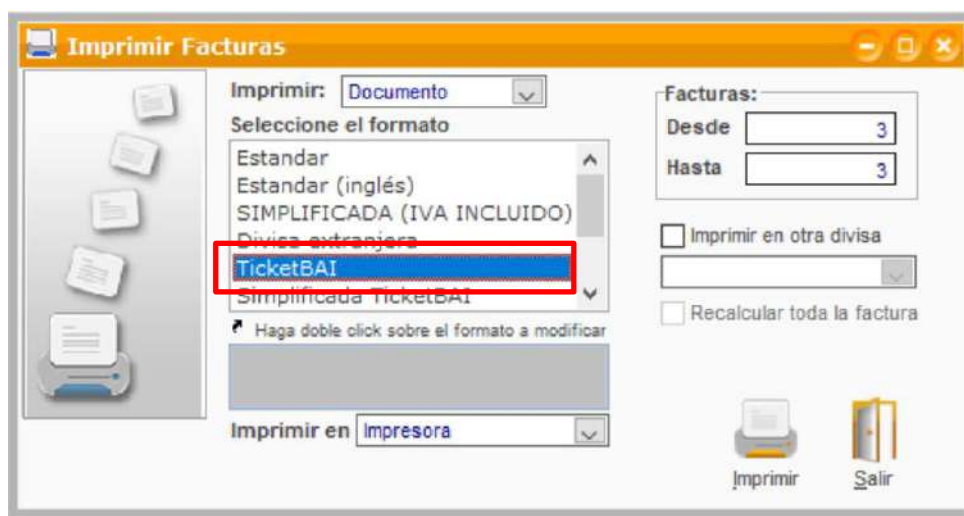 Imprimir Facturas
Imprimir: Documento
Seleccione el formato
Estandar
Estandar (inglés)
SIMPLIFICADA (IVA INCLUIDO)
Divisa extranjera
TicketBAI
Simplificada TicketBAI
Haga doble click sobre el formato a modificar
Imprimir en Impresora
Facturas:
Desde 3
Hasta 3
Imprimir en otra divisa
Recalcular toda la factura
Imprimir
Salir